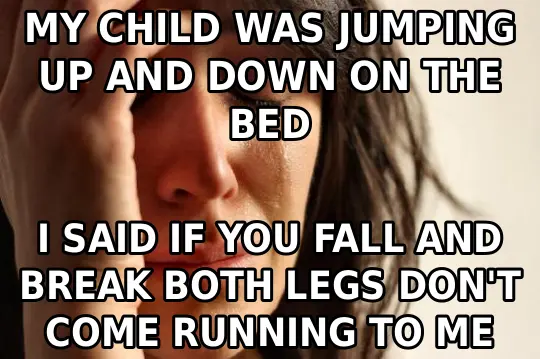 MY CHILD WAS JUMPING
UP AND DOWN ON THE
BED
I SAID IF YOU FALL AND
BREAK BOTH LEGS DON'T
COME RUNNING TO ME